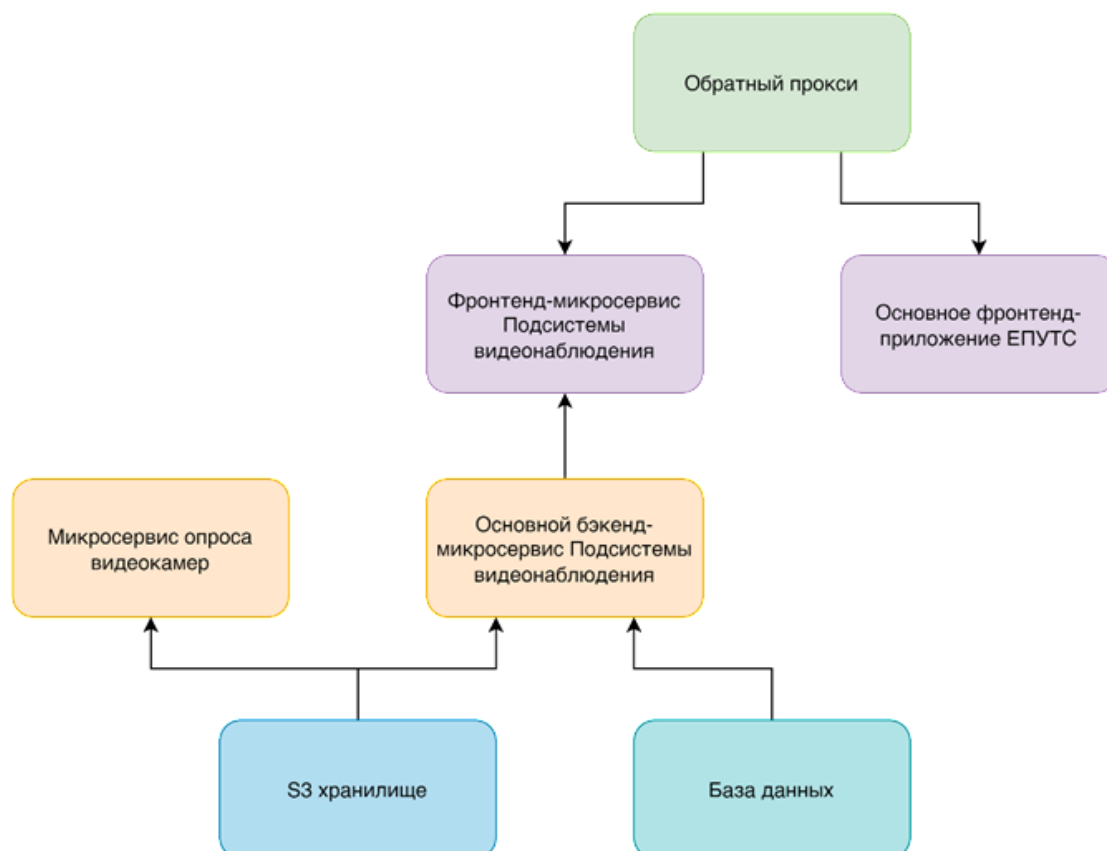 Обратный прокси
Фронтенд-микросервис
Подсистемы
видеонаблюдения
Основное фронтенд-
приложение ЕПУТС
Микросервис опроса
видеокамер
Основной бэкенд-
микросервис Подсистемы
видеонаблюдения
S3 хранилище
База данных